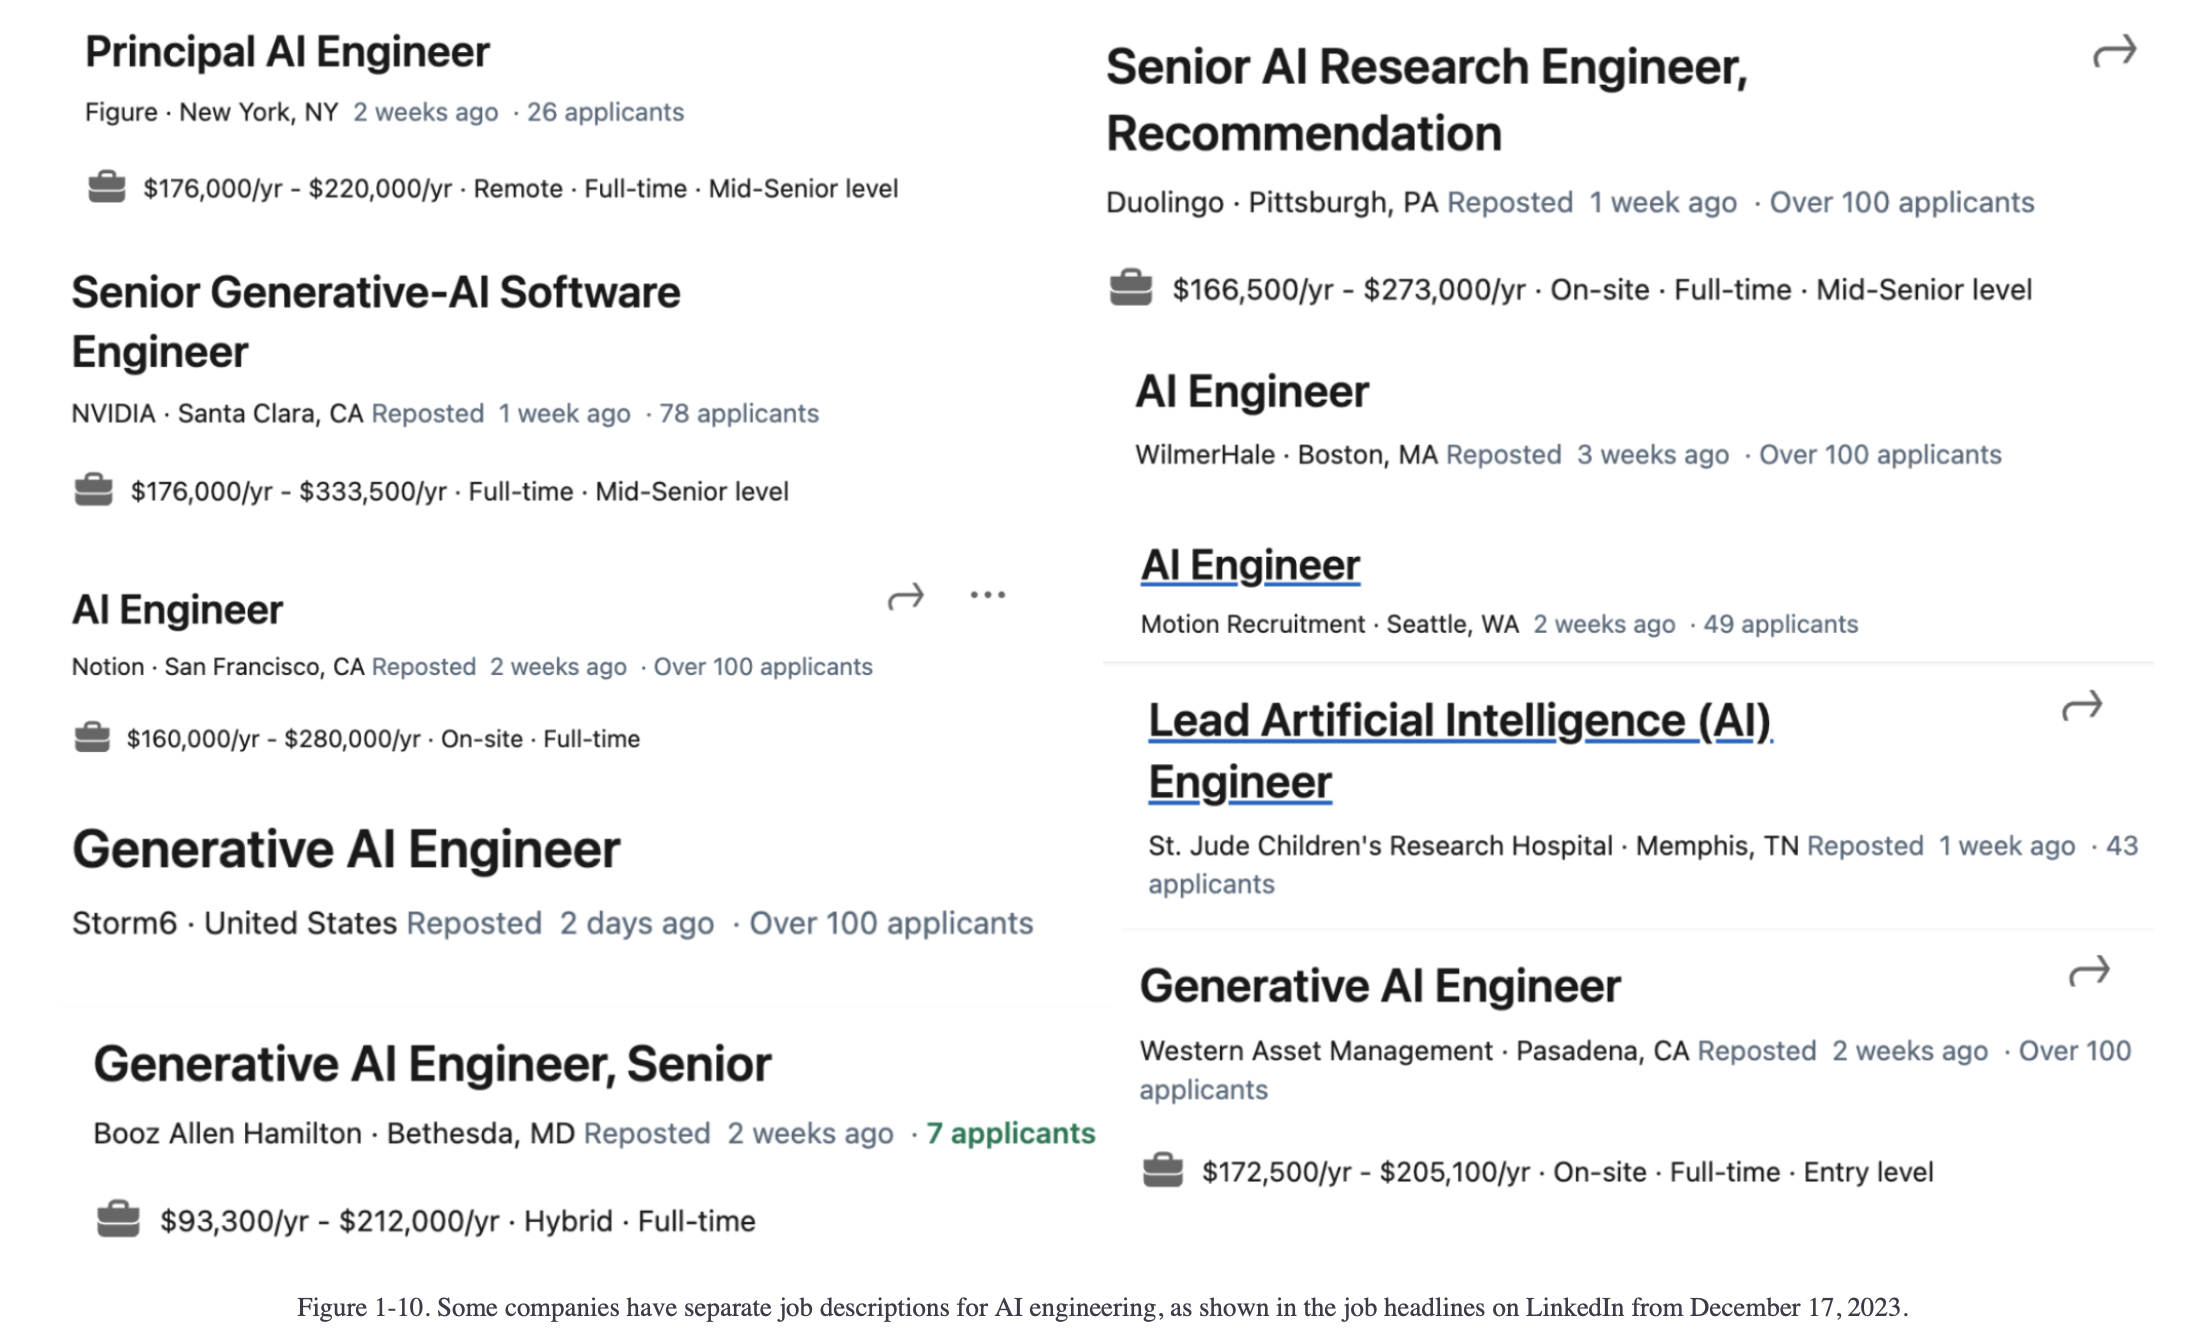 Principal AI Engineer
Figure · New York, NY 2 weeks ago · 26 applicants
$176,000/yr - $220,000/yr · Remote · Full-time · Mid-Senior level
Senior Generative-AI Software
Engineer
NVIDIA · Santa Clara, CA Reposted 1 week ago · 78 applicants
$176,000/yr - $333,500/yr · Full-time · Mid-Senior level
AI Engineer
Notion · San Francisco, CA Reposted 2 weeks ago · Over 100 applicants
$160,000/yr - $280,000/yr · On-site · Full-time
Generative AI Engineer
Storm6 · United States Reposted 2 days ago · Over 100 applicants
Generative AI Engineer, Senior
Booz Allen Hamilton · Bethesda, MD Reposted 2 weeks ago · 7 applicants
$93,300/yr - $212,000/yr · Hybrid · Full-time
Senior AI Research Engineer,
Recommendation
Duolingo · Pittsburgh, PA Reposted 1 week ago · Over 100 applicants
$166,500/yr - $273,000/yr · On-site · Full-time · Mid-Senior level
AI Engineer
WilmerHale · Boston, MA Reposted 3 weeks ago · Over 100 applicants
AI Engineer
Motion Recruitment · Seattle, WA 2 weeks ago · 49 applicants
Lead Artificial Intelligence (AI)
Engineer
St. Jude Children's Research Hospital · Memphis, TN Reposted 1 week ago · 43
applicants
Generative AI Engineer
Western Asset Management · Pasadena, CA Reposted 2 weeks ago · Over 100
applicants
$172,500/yr - $205,100/yr · On-site · Full-time · Entry level
Figure 1-10. Some companies have separate job descriptions for AI engineering, as shown in the job headlines on LinkedIn from December 17, 2023.